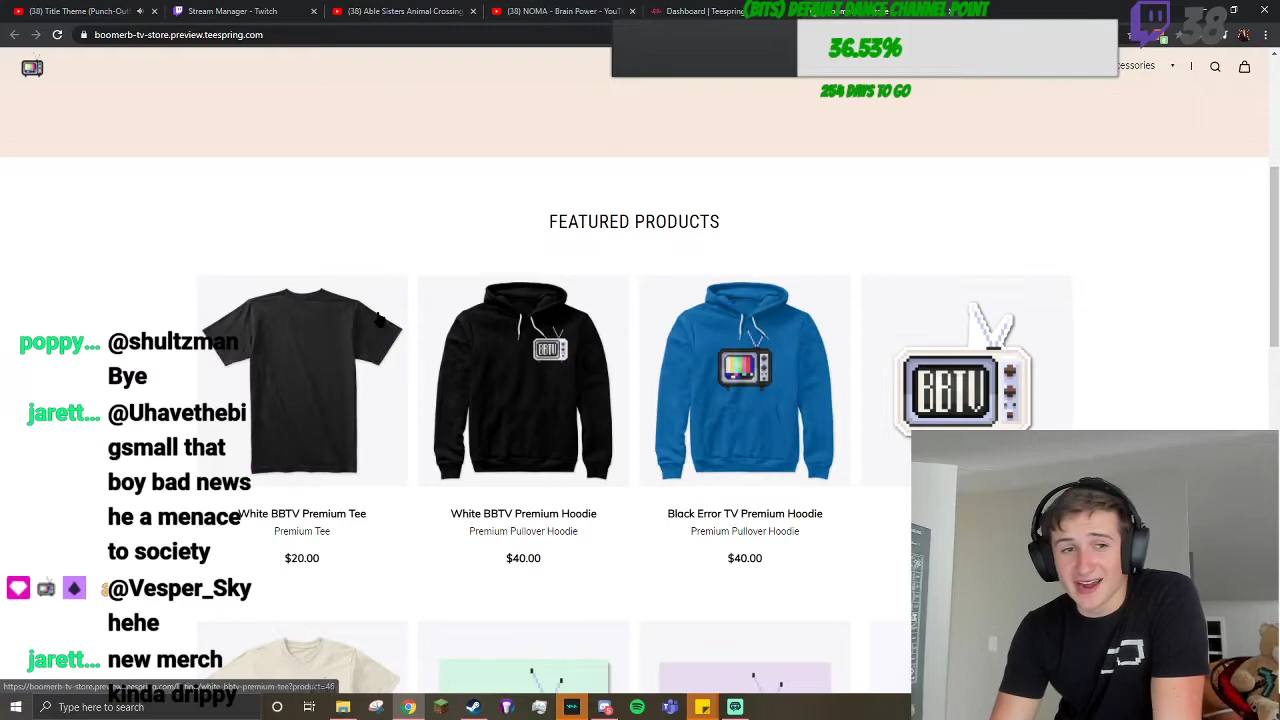 (38) Title Theme (Punch-Out
Stream Manager - Twitch
(38) Able Sisters Animal Crossing
(38) NOMA - Brain Power - YouTu
Dashboard | Tespring
(BITS) DEFAULT DANCE CHANNEL POINT
38
boomerb-tv-store.preview.teespring.com
36.53%
254 DAYS TO GO
FEATURED PRODUCTS
BBTV
BBTV
poppy... @shultzman
Bye
jarett... @Uhavethebi
gsmall that
boy bad news
he a menace
to society
@Vesper_Sky
hehe
jarett... new merch
kinda drippy
White BBTV Premium Tee
Premium Tee
$20.00
White BBTV Premium Hoodie
Premium Pullover Hoodie
$40.00
Black Error TV Premium Hoodie
Premium Pullover Hoodie
$40.00
Type here to search